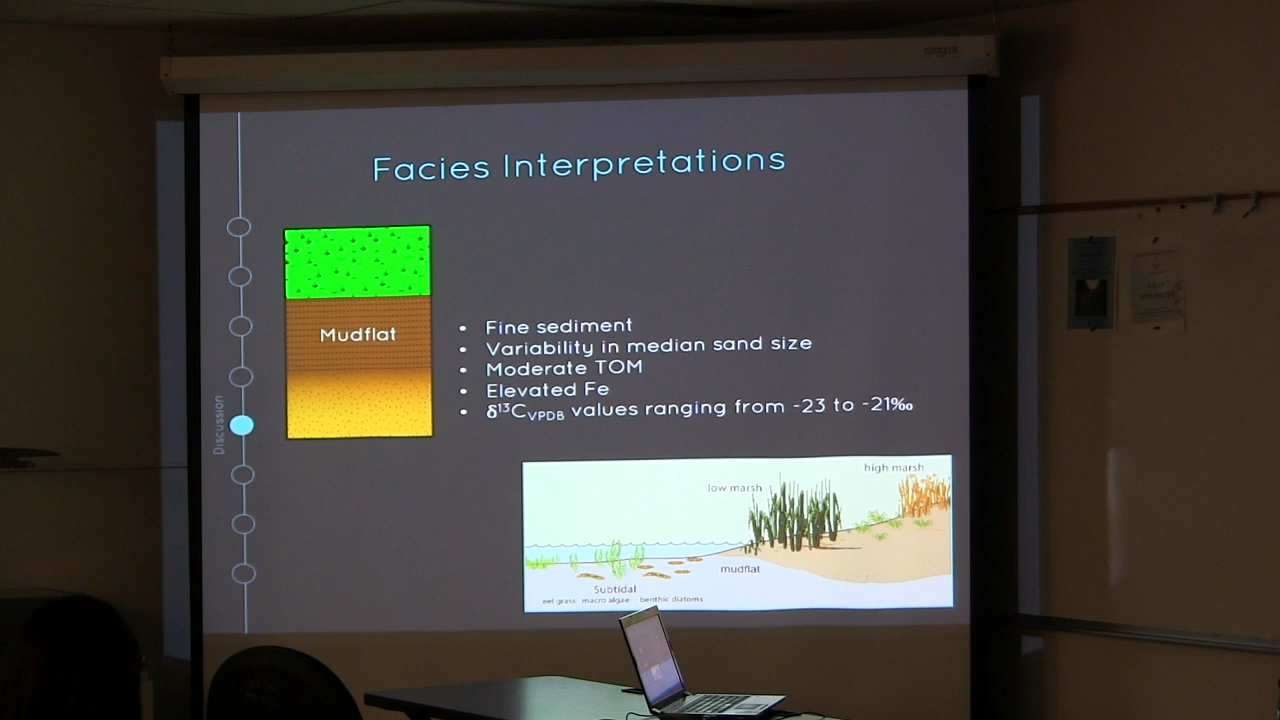 Facies Interpretations
Mudflat
• Fine sediment
• Variability in median sand size
• Moderate TOM
• Elevated Fe
• δ¹³C_VPDB values ranging from -23 to -21‰
Discussion
high marsh
low marsh
mudflat
Subtidal
eel grass macro algae benthic diatoms